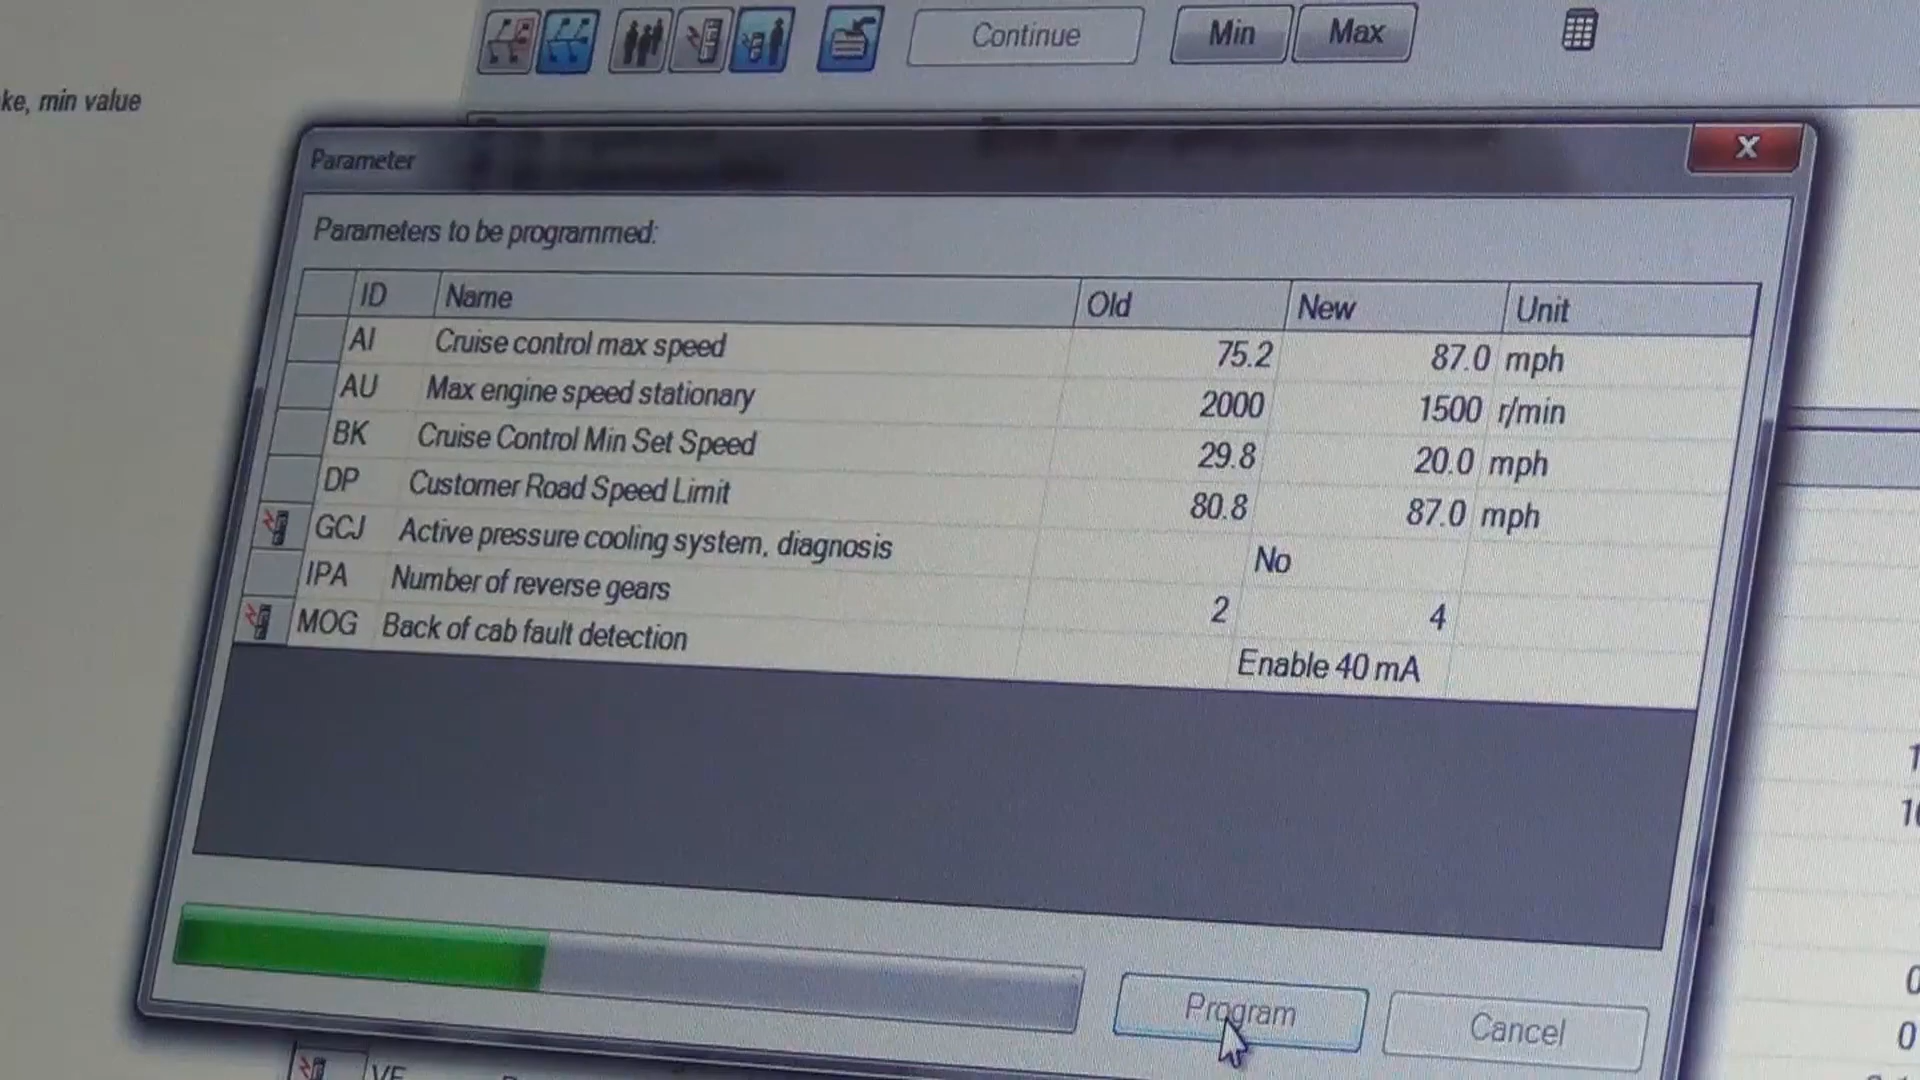 Continue Min Max
ke, min value
Parameter X
Parameters to be programmed:
ID Name Old New Unit
AI Cruise control max speed 75.2 87.0 mph
AU Max engine speed stationary 2000 1500 r/min
BK Cruise Control Min Set Speed 29.8 20.0 mph
DP Customer Road Speed Limit 80.8 87.0 mph
GCJ Active pressure cooling system, diagnosis No
IPA Number of reverse gears 2 4
MOG Back of cab fault detection Enable 40 mA
Program Cancel